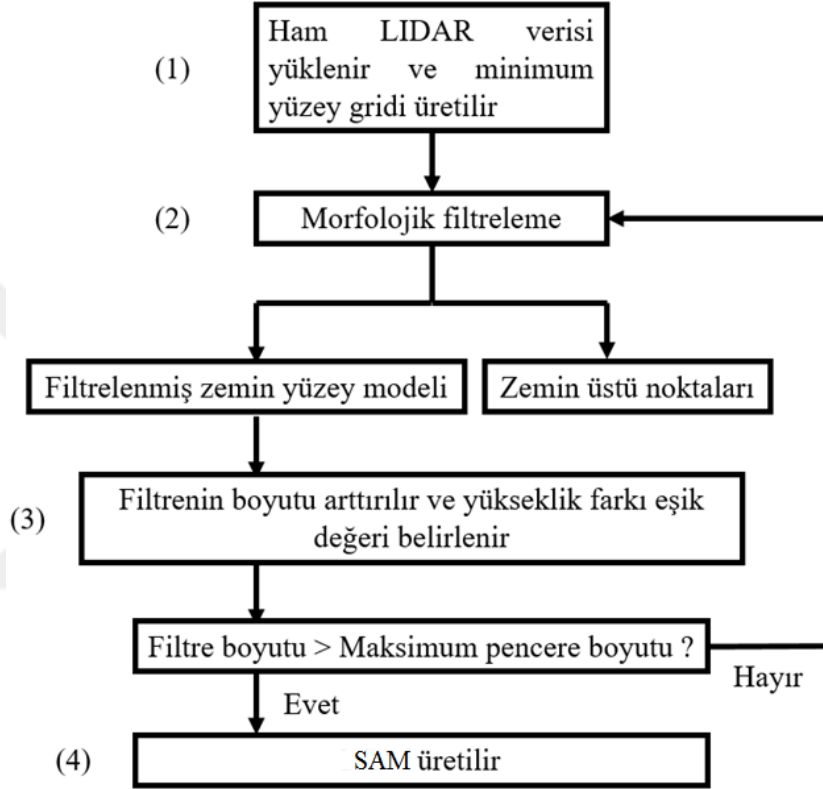 (1)
Ham LIDAR verisi
yüklenir ve minimum
yüzey gridi üretilir
(2)
Morfolojik filtreleme
Filtrelenmiş zemin yüzey modeli
Zemin üstü noktaları
(3)
Filtrenin boyutu arttırılır ve yükseklik farkı eşik
değeri belirlenir
Filtre boyutu > Maksimum pencere boyutu ?
Hayır
Evet
(4)
SAM üretilir